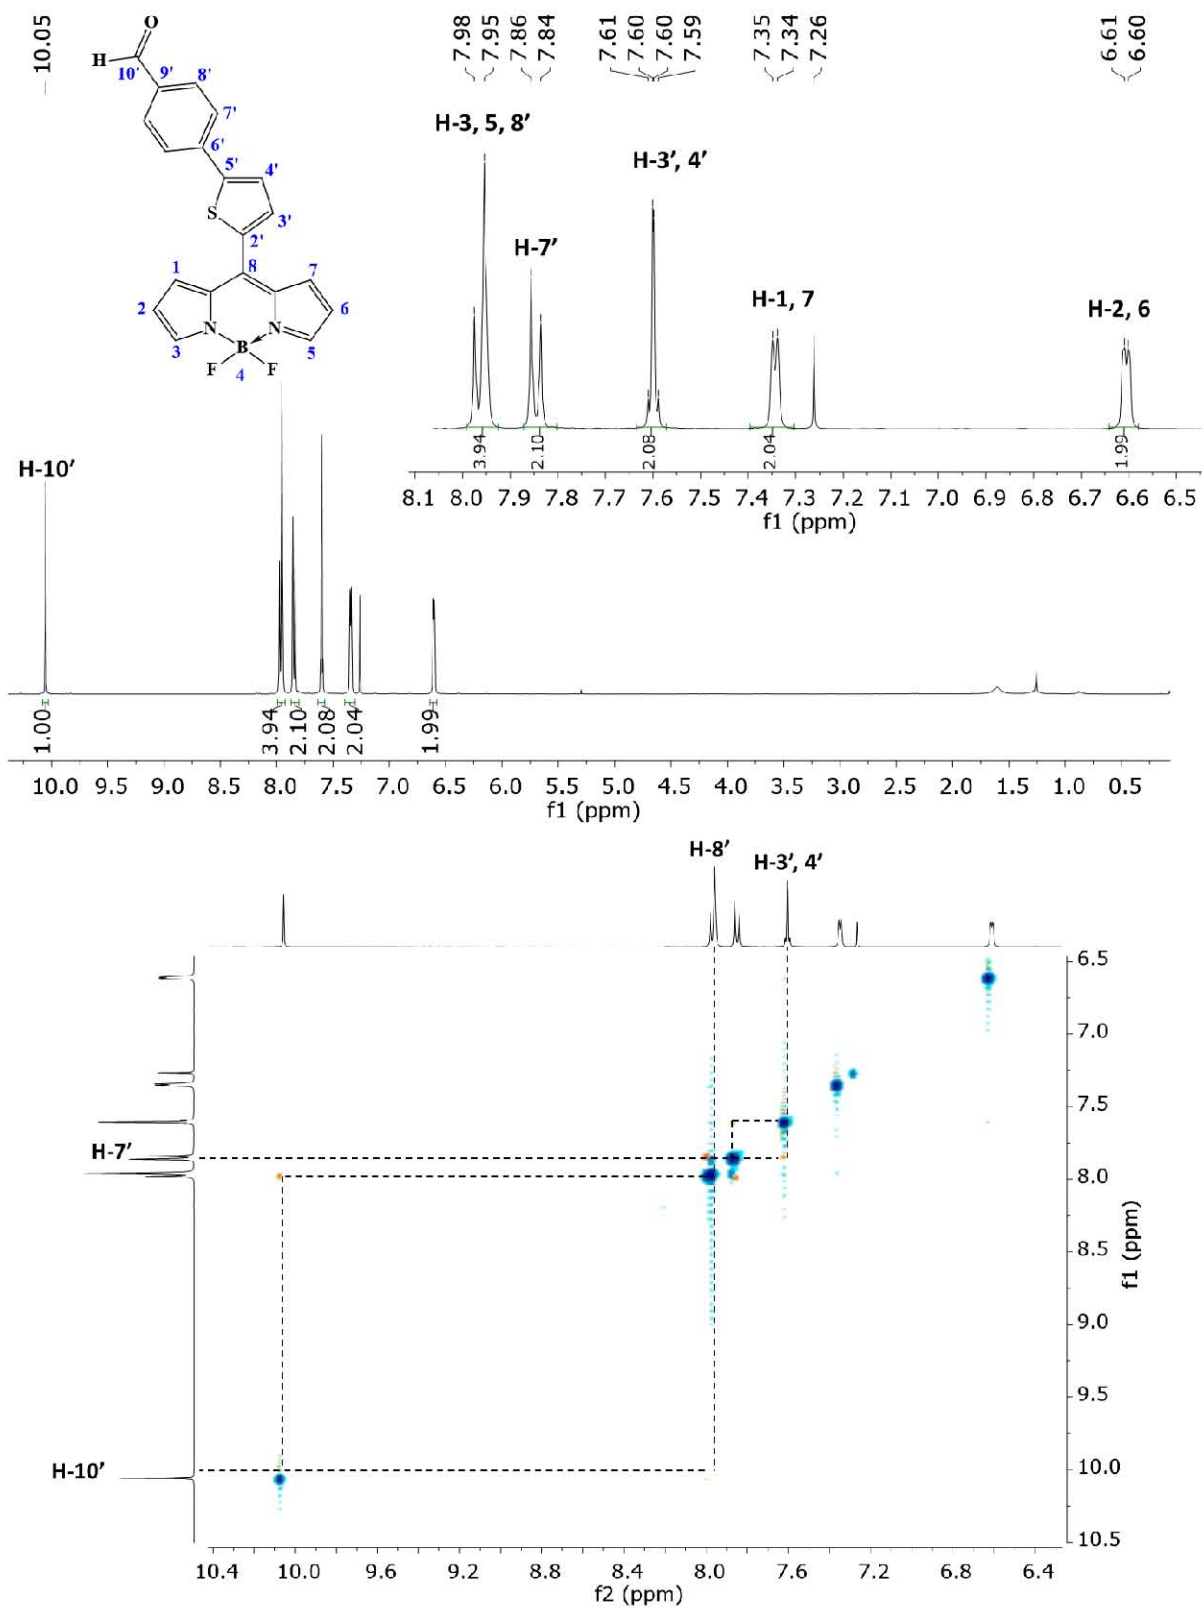 10.05
7.98
7.95
7.86
7.84
7.61
7.60
7.60
7.59
7.35
7.34
7.26
6.61
6.60
O
H
10'
9'
8'
7'
6'
5'
4'
S
3'
2'
1
8
7
2
6
N
N
3
B
5
F
F
4
H-3, 5, 8’
H-7’
H-3’, 4’
H-1, 7
H-2, 6
3.94
2.10
2.08
2.04
1.99
8.1 8.0 7.9 7.8 7.7 7.6 7.5 7.4 7.3 7.2 7.1 7.0 6.9 6.8 6.7 6.6 6.5
f1 (ppm)
H-10’
1.00
3.94
2.10
2.08
2.04
1.99
10.0 9.5 9.0 8.5 8.0 7.5 7.0 6.5 6.0 5.5 5.0 4.5 4.0 3.5 3.0 2.5 2.0 1.5 1.0 0.5
f1 (ppm)
H-8’
H-3’, 4’
6.5
7.0
7.5
H-7’
8.0
8.5
f1 (ppm)
9.0
9.5
H-10’
10.0
10.5
10.4 10.0 9.6 9.2 8.8 8.4 8.0 7.6 7.2 6.8 6.4
f2 (ppm)